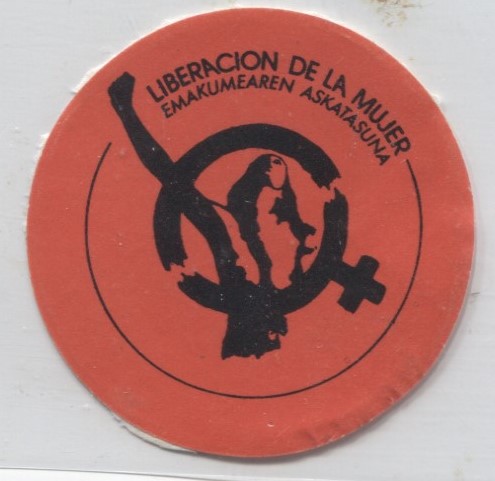 LIBERACION DE LA MUJER
EMAKUMEAREN ASKATASUNA